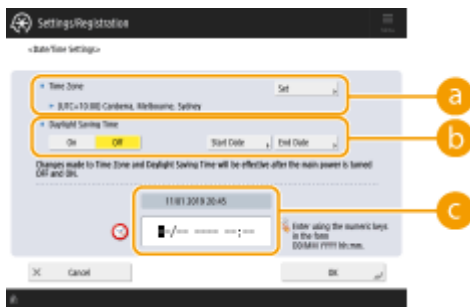 Settings/Registration
MENU
<Date/Time Settings>
Time Zone
Set
(UTC+10:00) Canberra, Melbourne, Sydney
a
Daylight Saving Time
On
Off
Start Date
End Date
b
Changes made to Time Zone and Daylight Saving Time will be effective after the main power is turned
OFF and ON.
11/01 2019 20:45
--/-- ---- --:--
Enter using the numeric keys
in the form
DD/MM YYYY hh:mm.
c
Cancel
OK